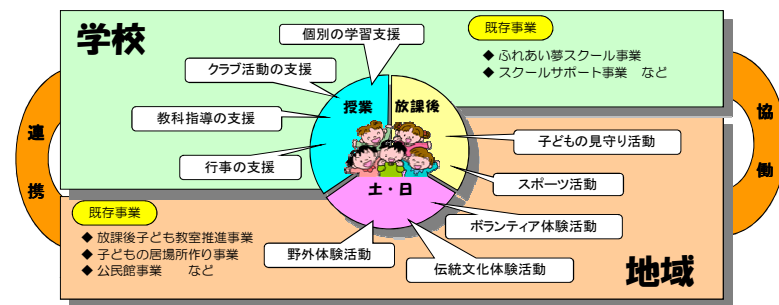 学校
個別の学習支援
クラブ活動の支援
教科指導の支援
行事の支援
既存事業
◆ ふれあい夢スクール事業
◆ スクールサポート事業 など
授業
放課後
土・日
連携
協働
子どもの見守り活動
スポーツ活動
ボランティア体験活動
伝統文化体験活動
野外体験活動
既存事業
◆ 放課後子ども教室推進事業
◆ 子どもの居場所作り事業
◆ 公民館事業 など
地域